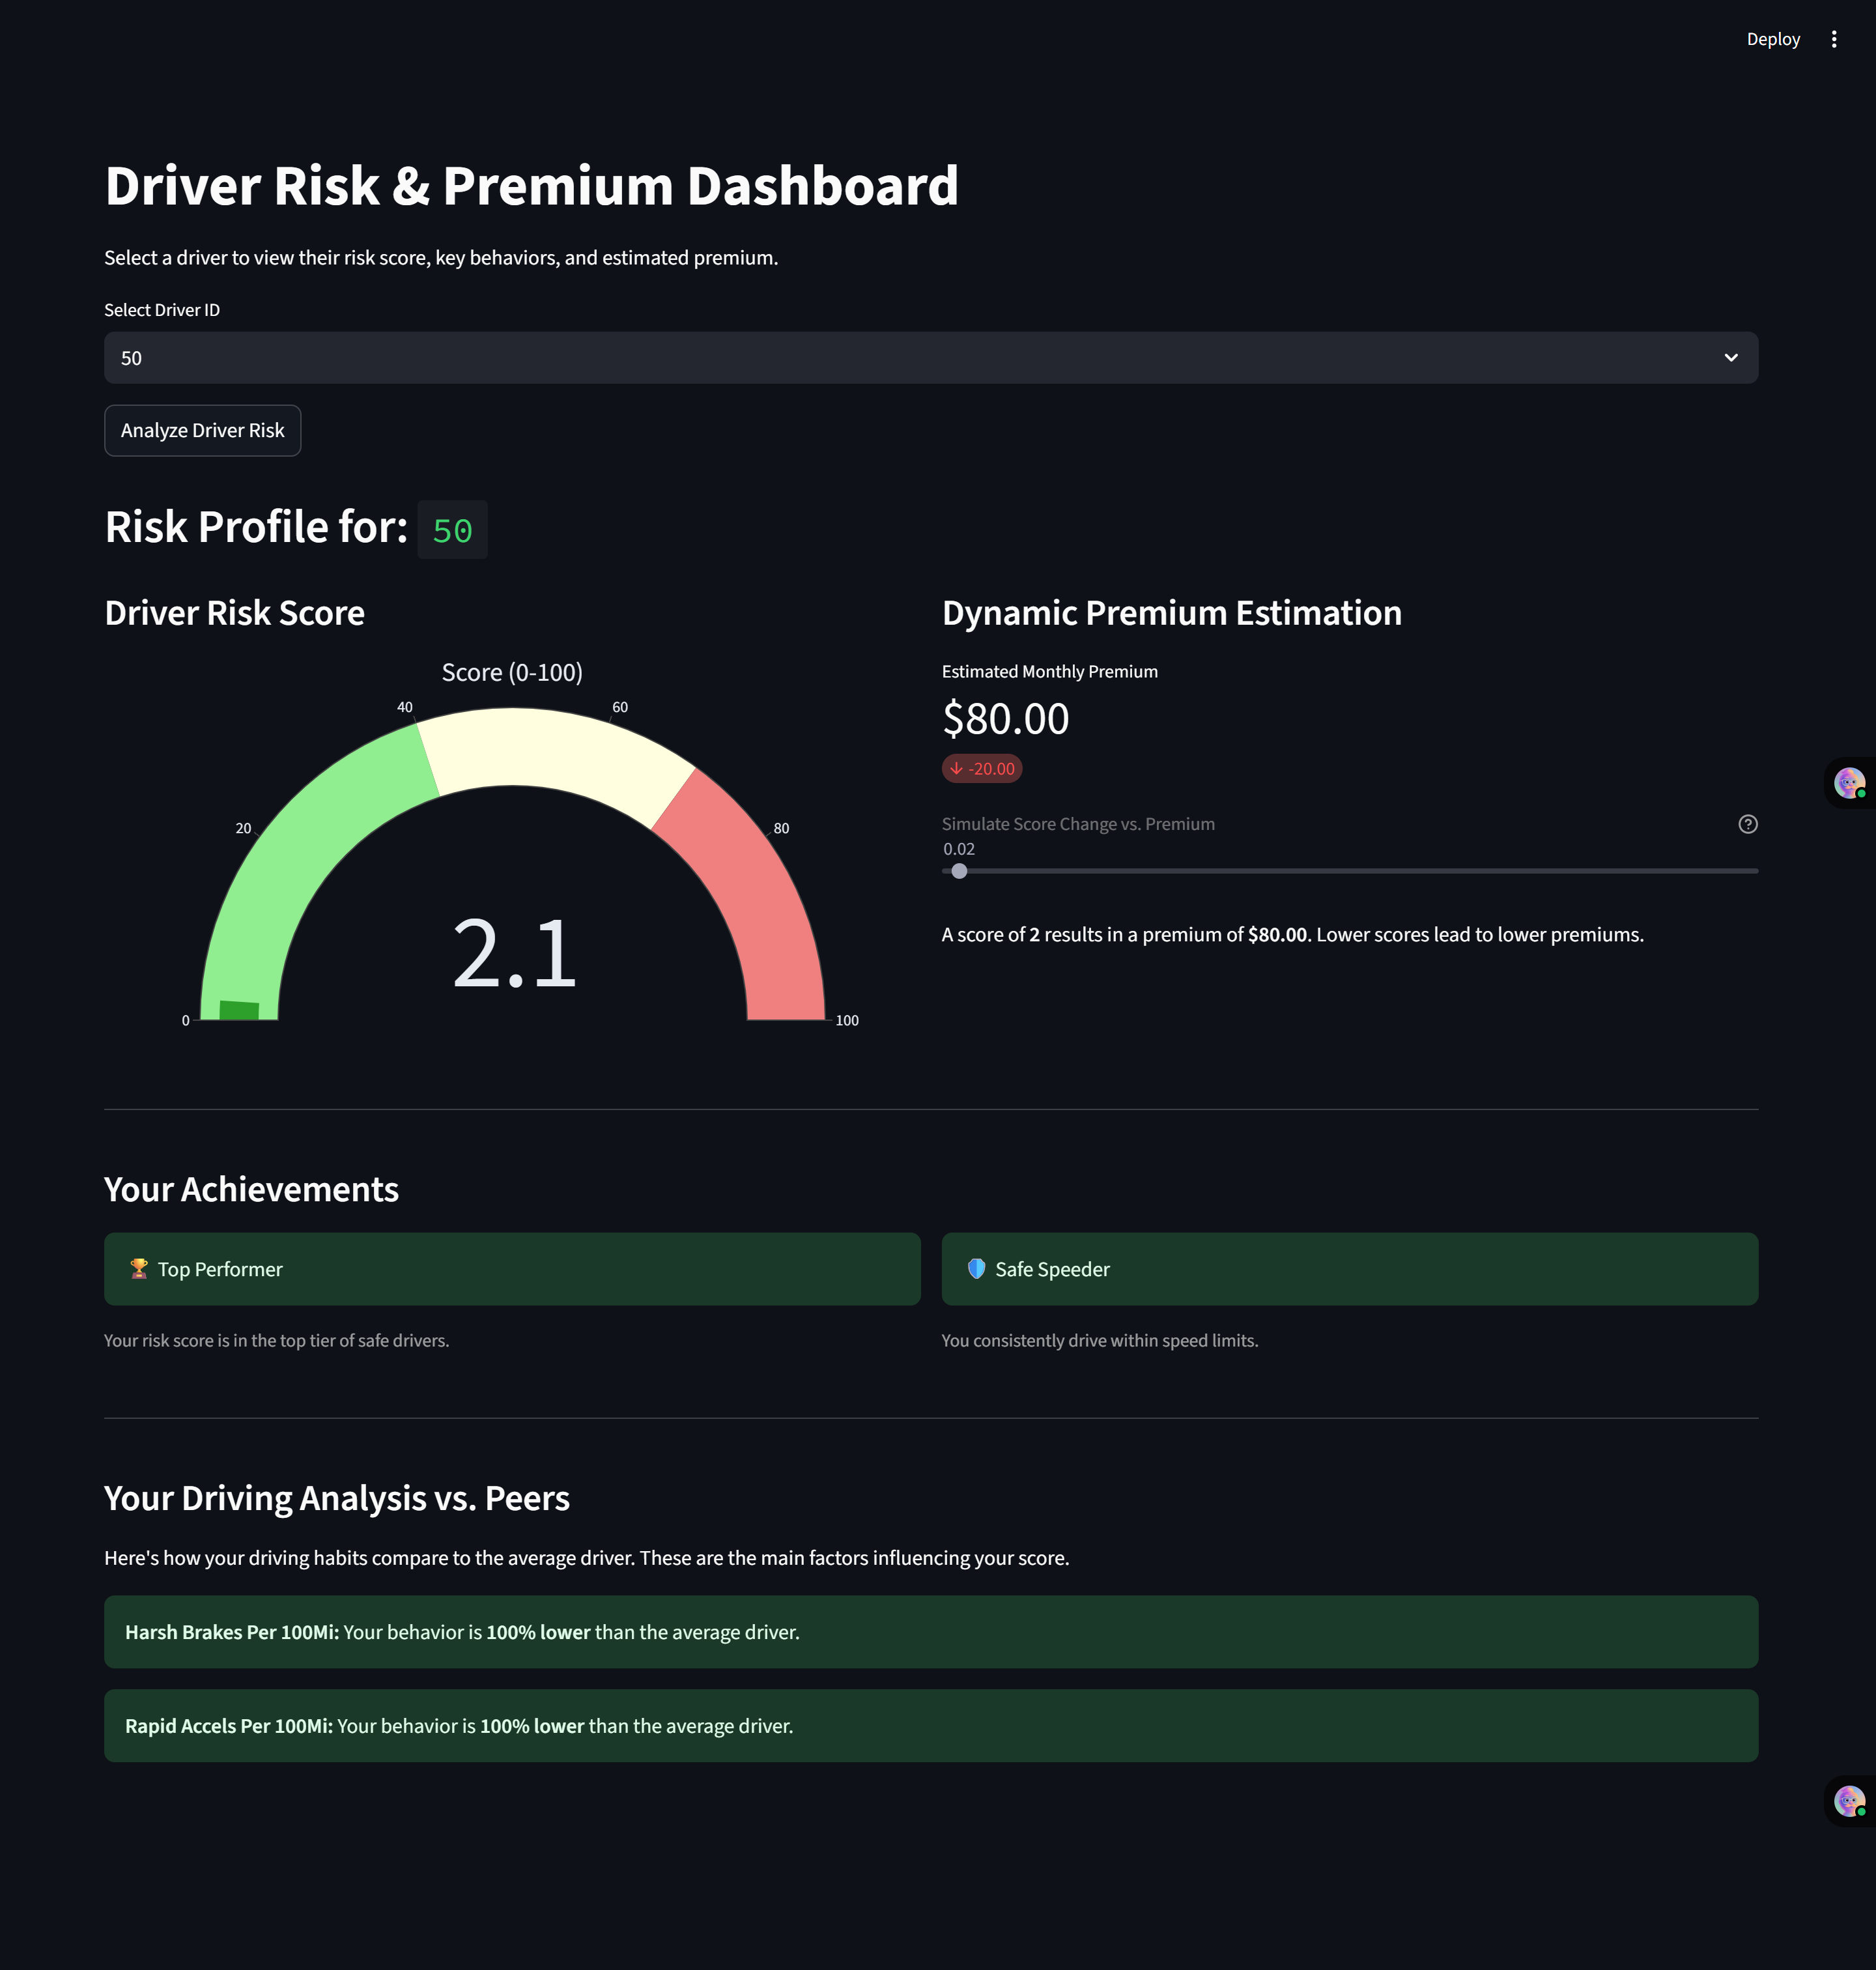 Deploy
Driver Risk & Premium Dashboard
Select a driver to view their risk score, key behaviors, and estimated premium.
Select Driver ID
50
Analyze Driver Risk
Risk Profile for: 50
Driver Risk Score
Score (0-100)
0
20
40
60
80
100
2.1
Dynamic Premium Estimation
Estimated Monthly Premium
$80.00
↓ -20.00
Simulate Score Change vs. Premium
0.02
A score of 2 results in a premium of $80.00. Lower scores lead to lower premiums.
Your Achievements
🏆 Top Performer
Your risk score is in the top tier of safe drivers.
🛡️ Safe Speeder
You consistently drive within speed limits.
Your Driving Analysis vs. Peers
Here's how your driving habits compare to the average driver. These are the main factors influencing your score.
Harsh Brakes Per 100Mi: Your behavior is 100% lower than the average driver.
Rapid Accels Per 100Mi: Your behavior is 100% lower than the average driver.